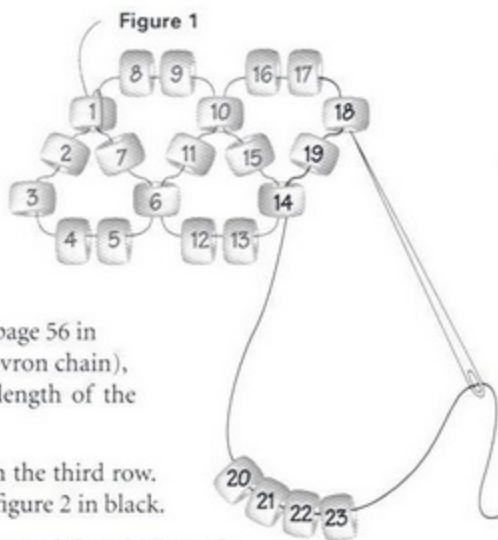 Figure 1
8 9 16 17
1 10 18
2 7 11 15 19
3 6 14
4 5 12 13
page 56 in
vron chain),
length of the
n the third row.
figure 2 in black.
20
21
22
23